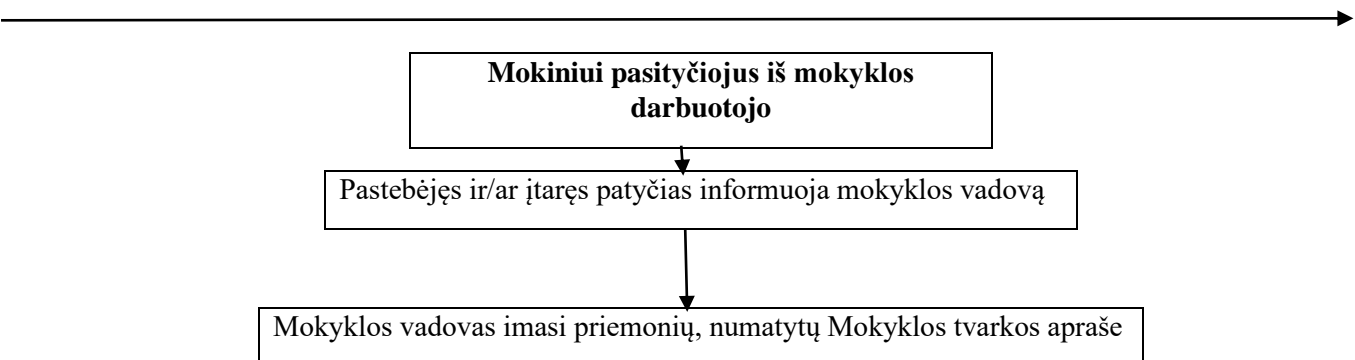 Mokiniui pasityčiojus iš mokyklos
darbuotojo
Pastebėjęs ir/ar įtaręs patyčias informuoja mokyklos vadovą
Mokyklos vadovas imasi priemonių, numatytų Mokyklos tvarkos apraše